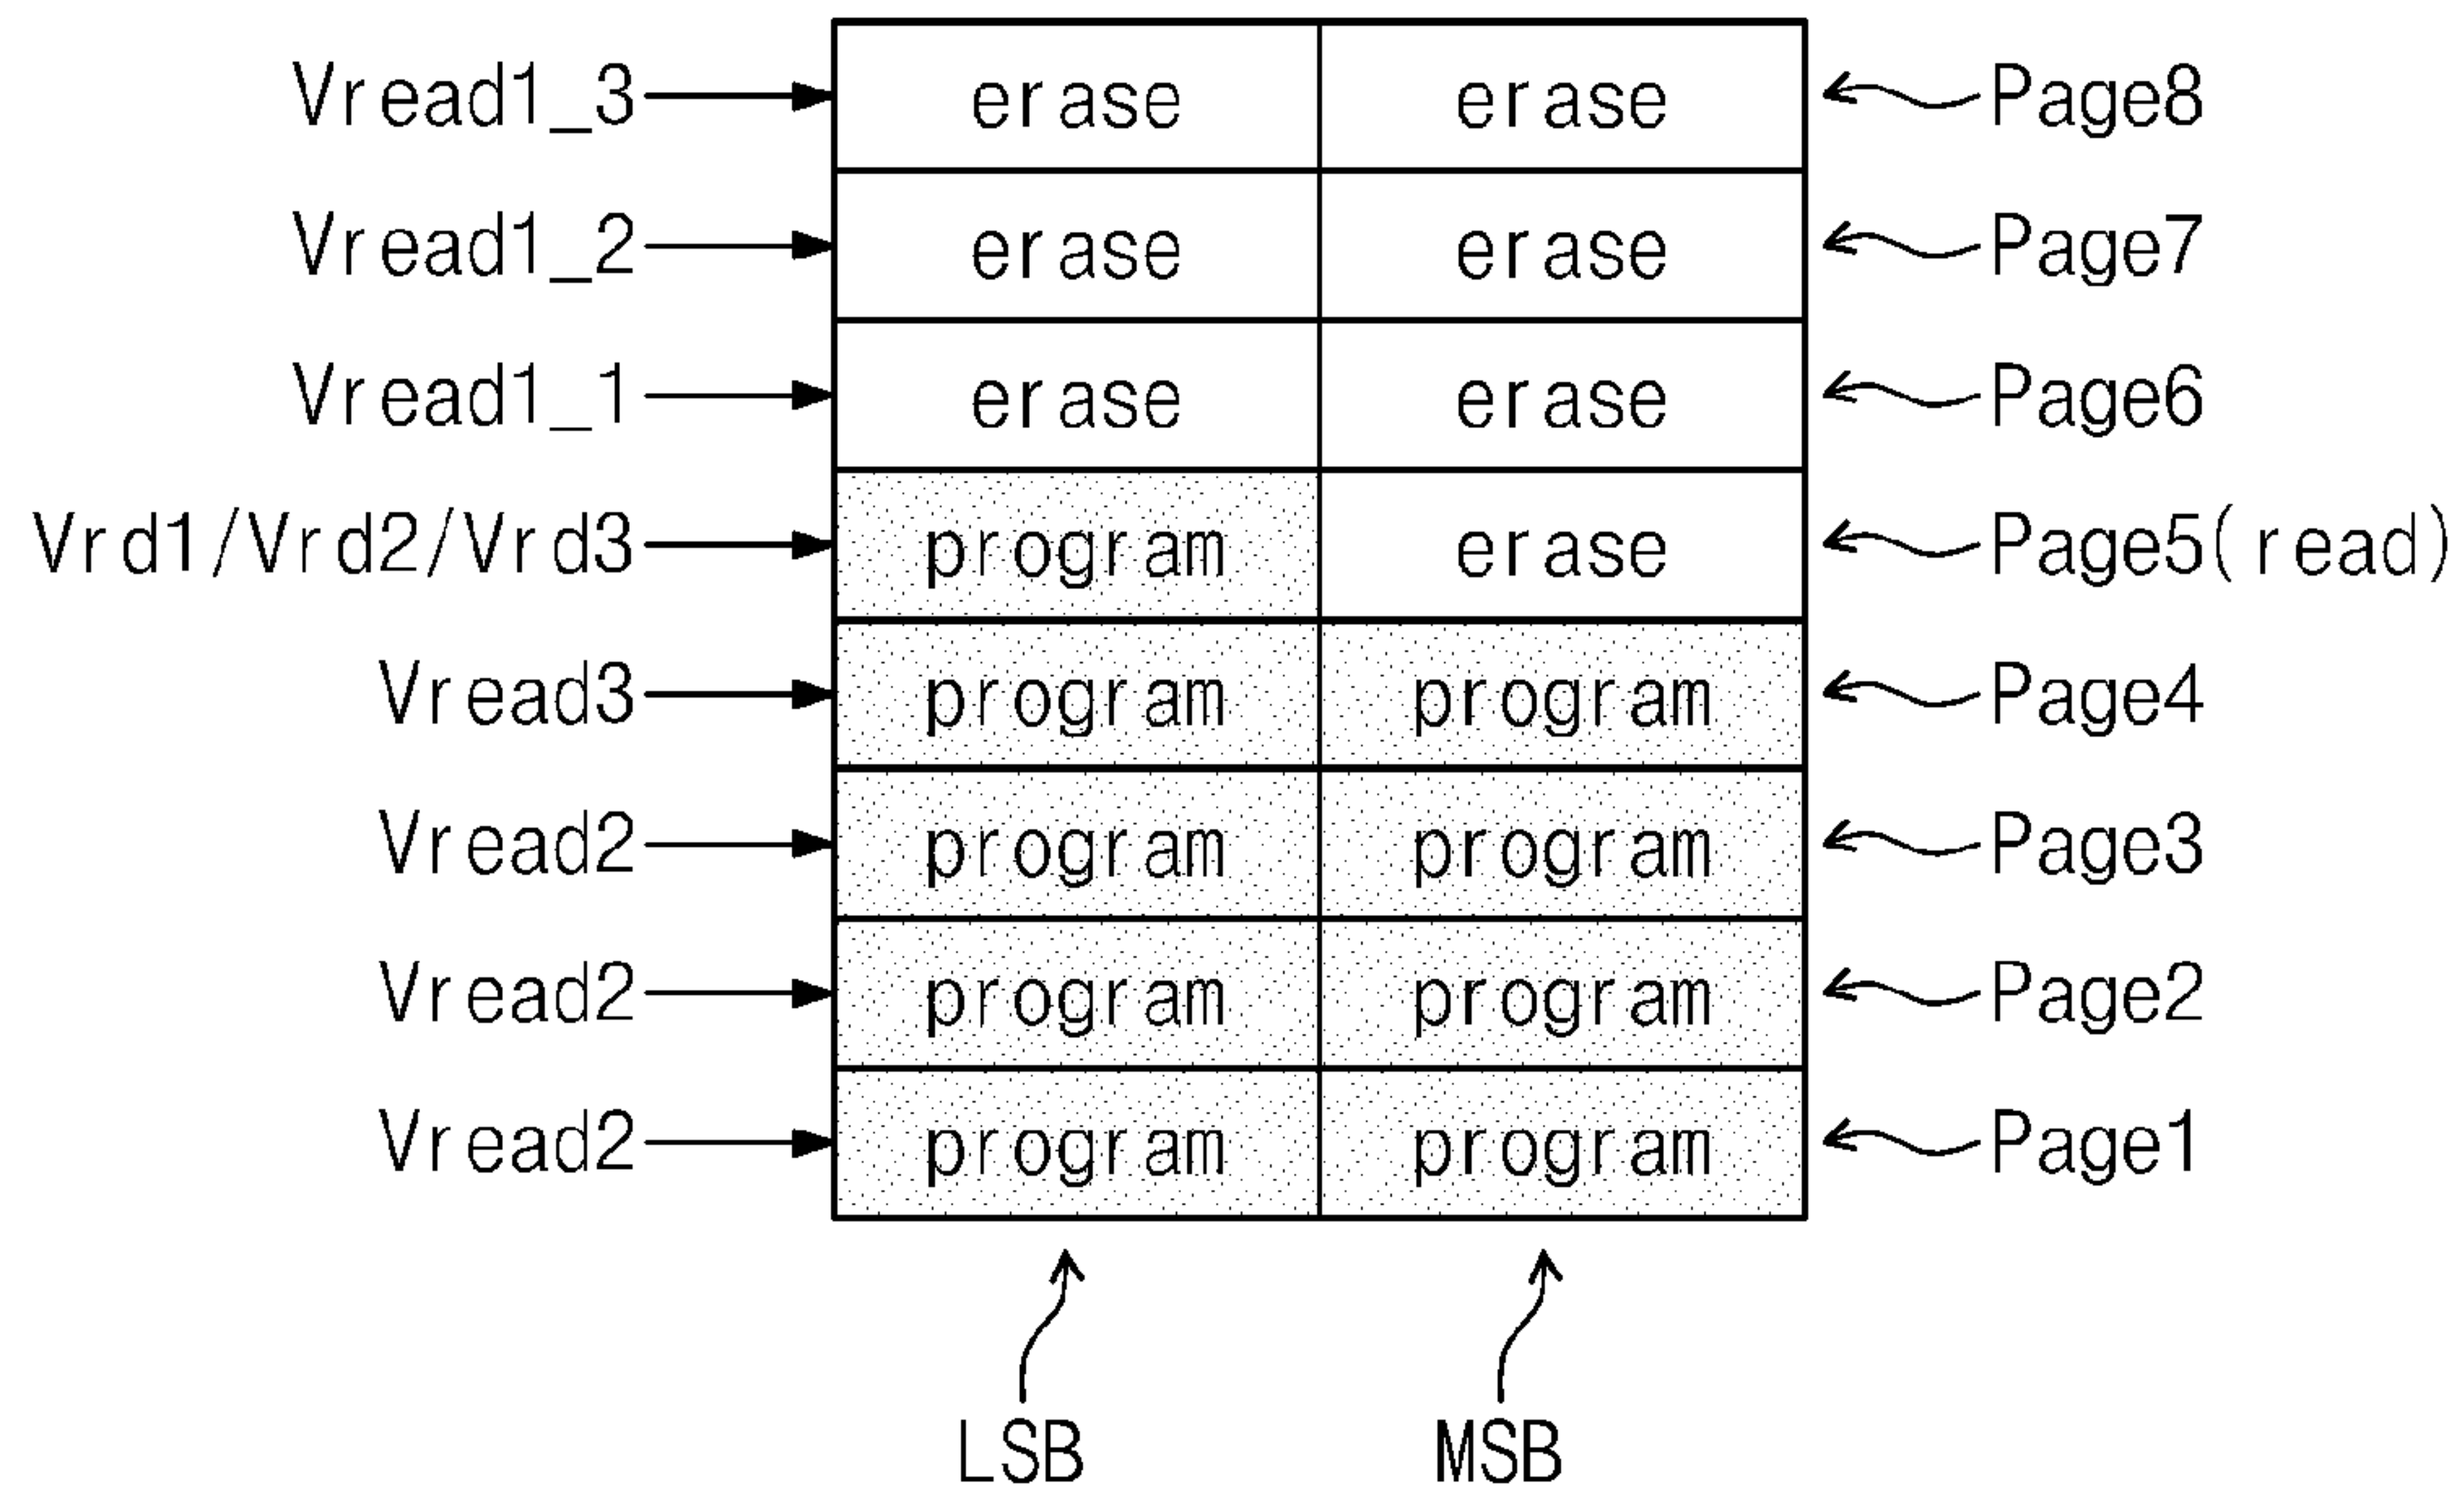 Vread1_3 erase erase Page8
Vread1_2 erase erase Page7
Vread1_1 erase erase Page6
Vrd1/Vrd2/Vrd3 program erase Page5(read)
Vread3 program program Page4
Vread2 program program Page3
Vread2 program program Page2
Vread2 program program Page1
LSB MSB